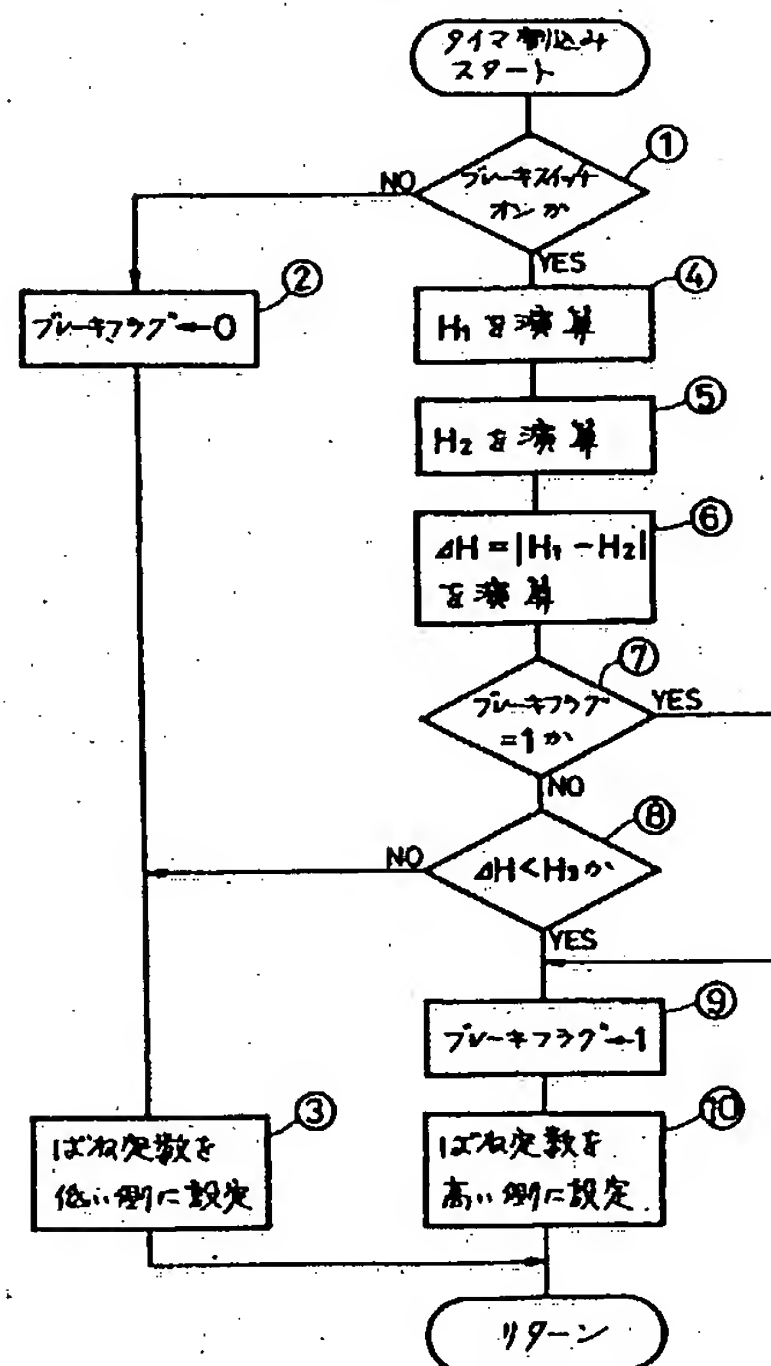 タイマ割込み
スタート
①
ブレーキスイッチ
オンか
NO
YES
②
ブレーキフラグ←0
④
H₁を演算
⑤
H₂を演算
⑥
ΔH=|H₁-H₂|
を演算
⑦
ブレーキフラグ
=1か
YES
NO
⑧
ΔH<H₃か
NO
YES
⑨
ブレーキフラグ←1
③
ばね定数を
低い側に設定
⑩
ばね定数を
高い側に設定
リターン